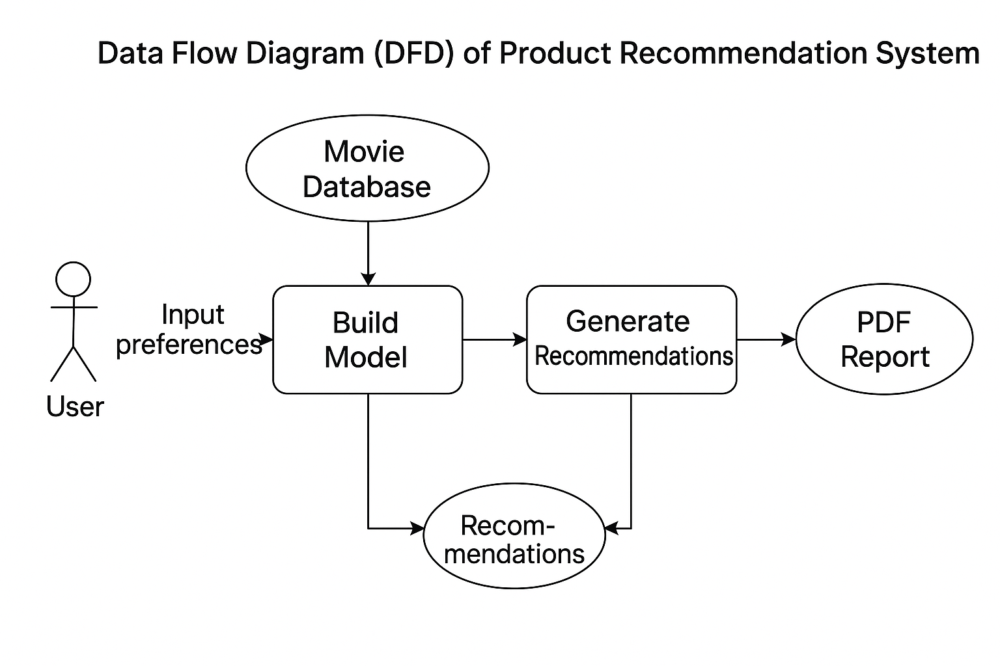 Data Flow Diagram (DFD) of Product Recommendation System
Movie
Database
Input
preferences
User
Build
Model
Generate
Recommendations
PDF
Report
Recom-
mendations